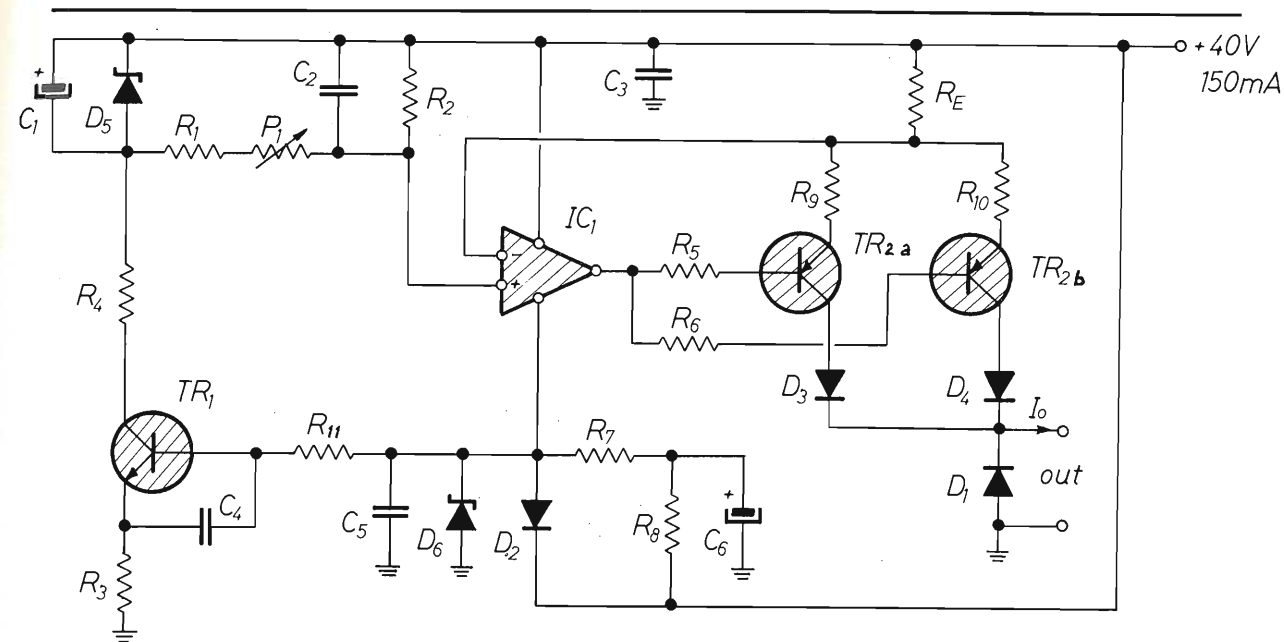 +40V
150mA
+
C1
D5
C2
R2
C3
RE
R1
P1
R9
R10
IC1
TR2a
TR2b
R5
−
+
R4
R6
D3
D4
Io
TR1
R11
R7
out
D1
C4
+
C5
D6
D2
R8
C6
R3